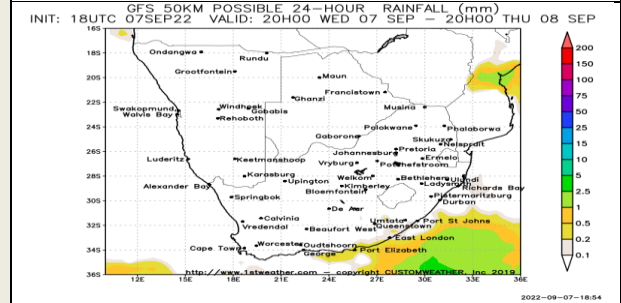 GFS 50KM POSSIBLE 24-HOUR RAINFALL (mm)
INIT: 18UTC 07SEP22 VALID: 20H00 WED 07 SEP – 20H00 THU 08 SEP
16S
18S
20S
22S
24S
26S
28S
30S
32S
34S
36S
Ondangwa
Rundu
Grootfontein
Maun
Francistown
Ghanzi
Musina
Swakopmund
Windhoek
Gobabis
Walvis Bay
Rehoboth
Polokwane
Phalaborwa
Gaborone
Skukuza
Nelspruit
Pretoria
Johannesburg
Ermelo
Luderitz
Keetmanshoop
Vryburg
Potchefstroom
Karasburg
Upington
Welkom
Bethlehem
Ulundi
Alexander Bay
Kimberley
Ladysmith
Richards Bay
Bloemfontein
Springbok
Pietermaritzburg
Durban
De Aar
Calvinia
Umtata
Port St Johns
Vredendal
Beaufort West
Queenstown
East London
Worcester
Oudtshoorn
Cape Town
George
Port Elizabeth
http://www.1stweather.com – copyright CUSTOMWEATHER, Inc 2019
12E 15E 18E 21E 24E 27E 30E 33E 36E
200
150
100
75
50
25
15
10
5
2.5
1
0.5
0.2
0.1
2022-09-07-18:54